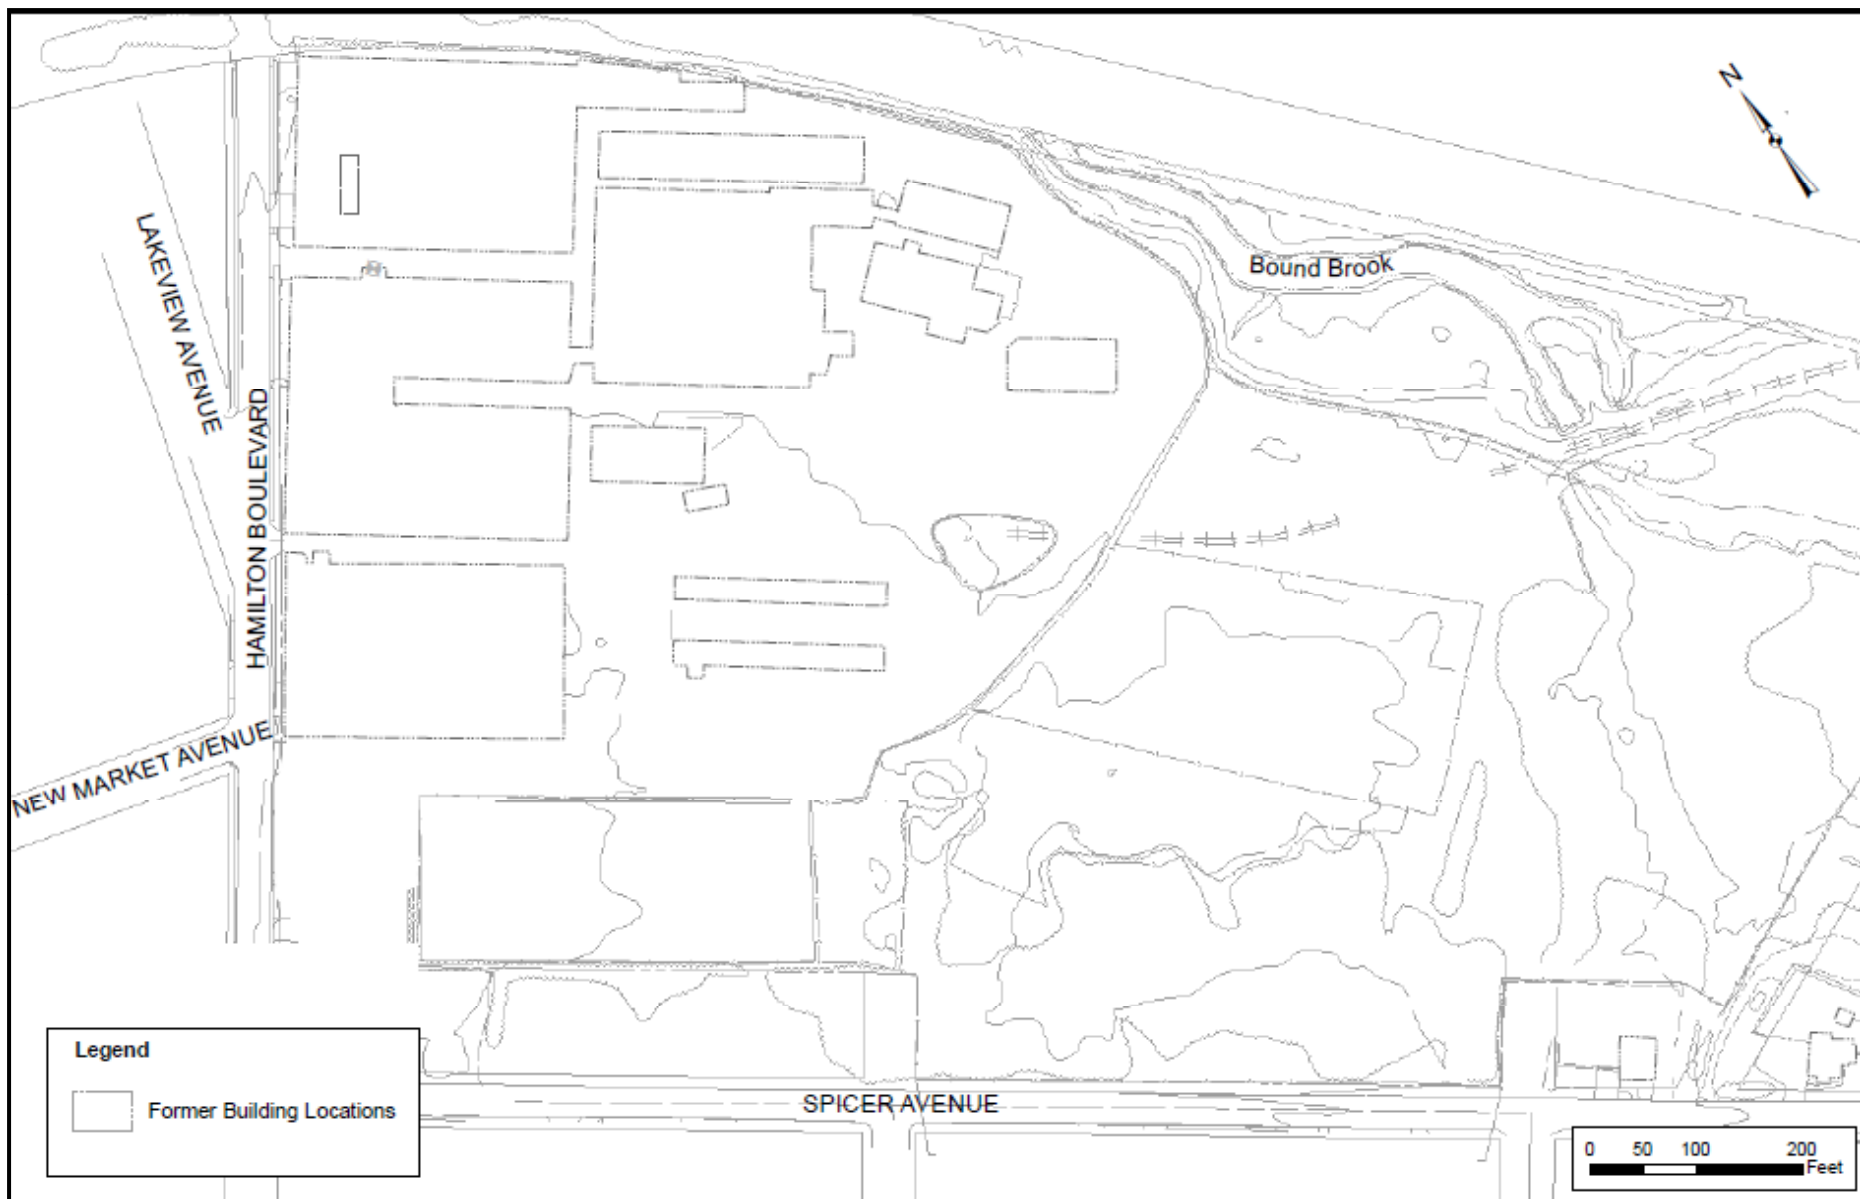 N
Bound Brook
LAKEVIEW AVENUE
HAMILTON BOULEVARD
NEW MARKET AVENUE
SPICER AVENUE
Legend
Former Building Locations
0 50 100 200
Feet